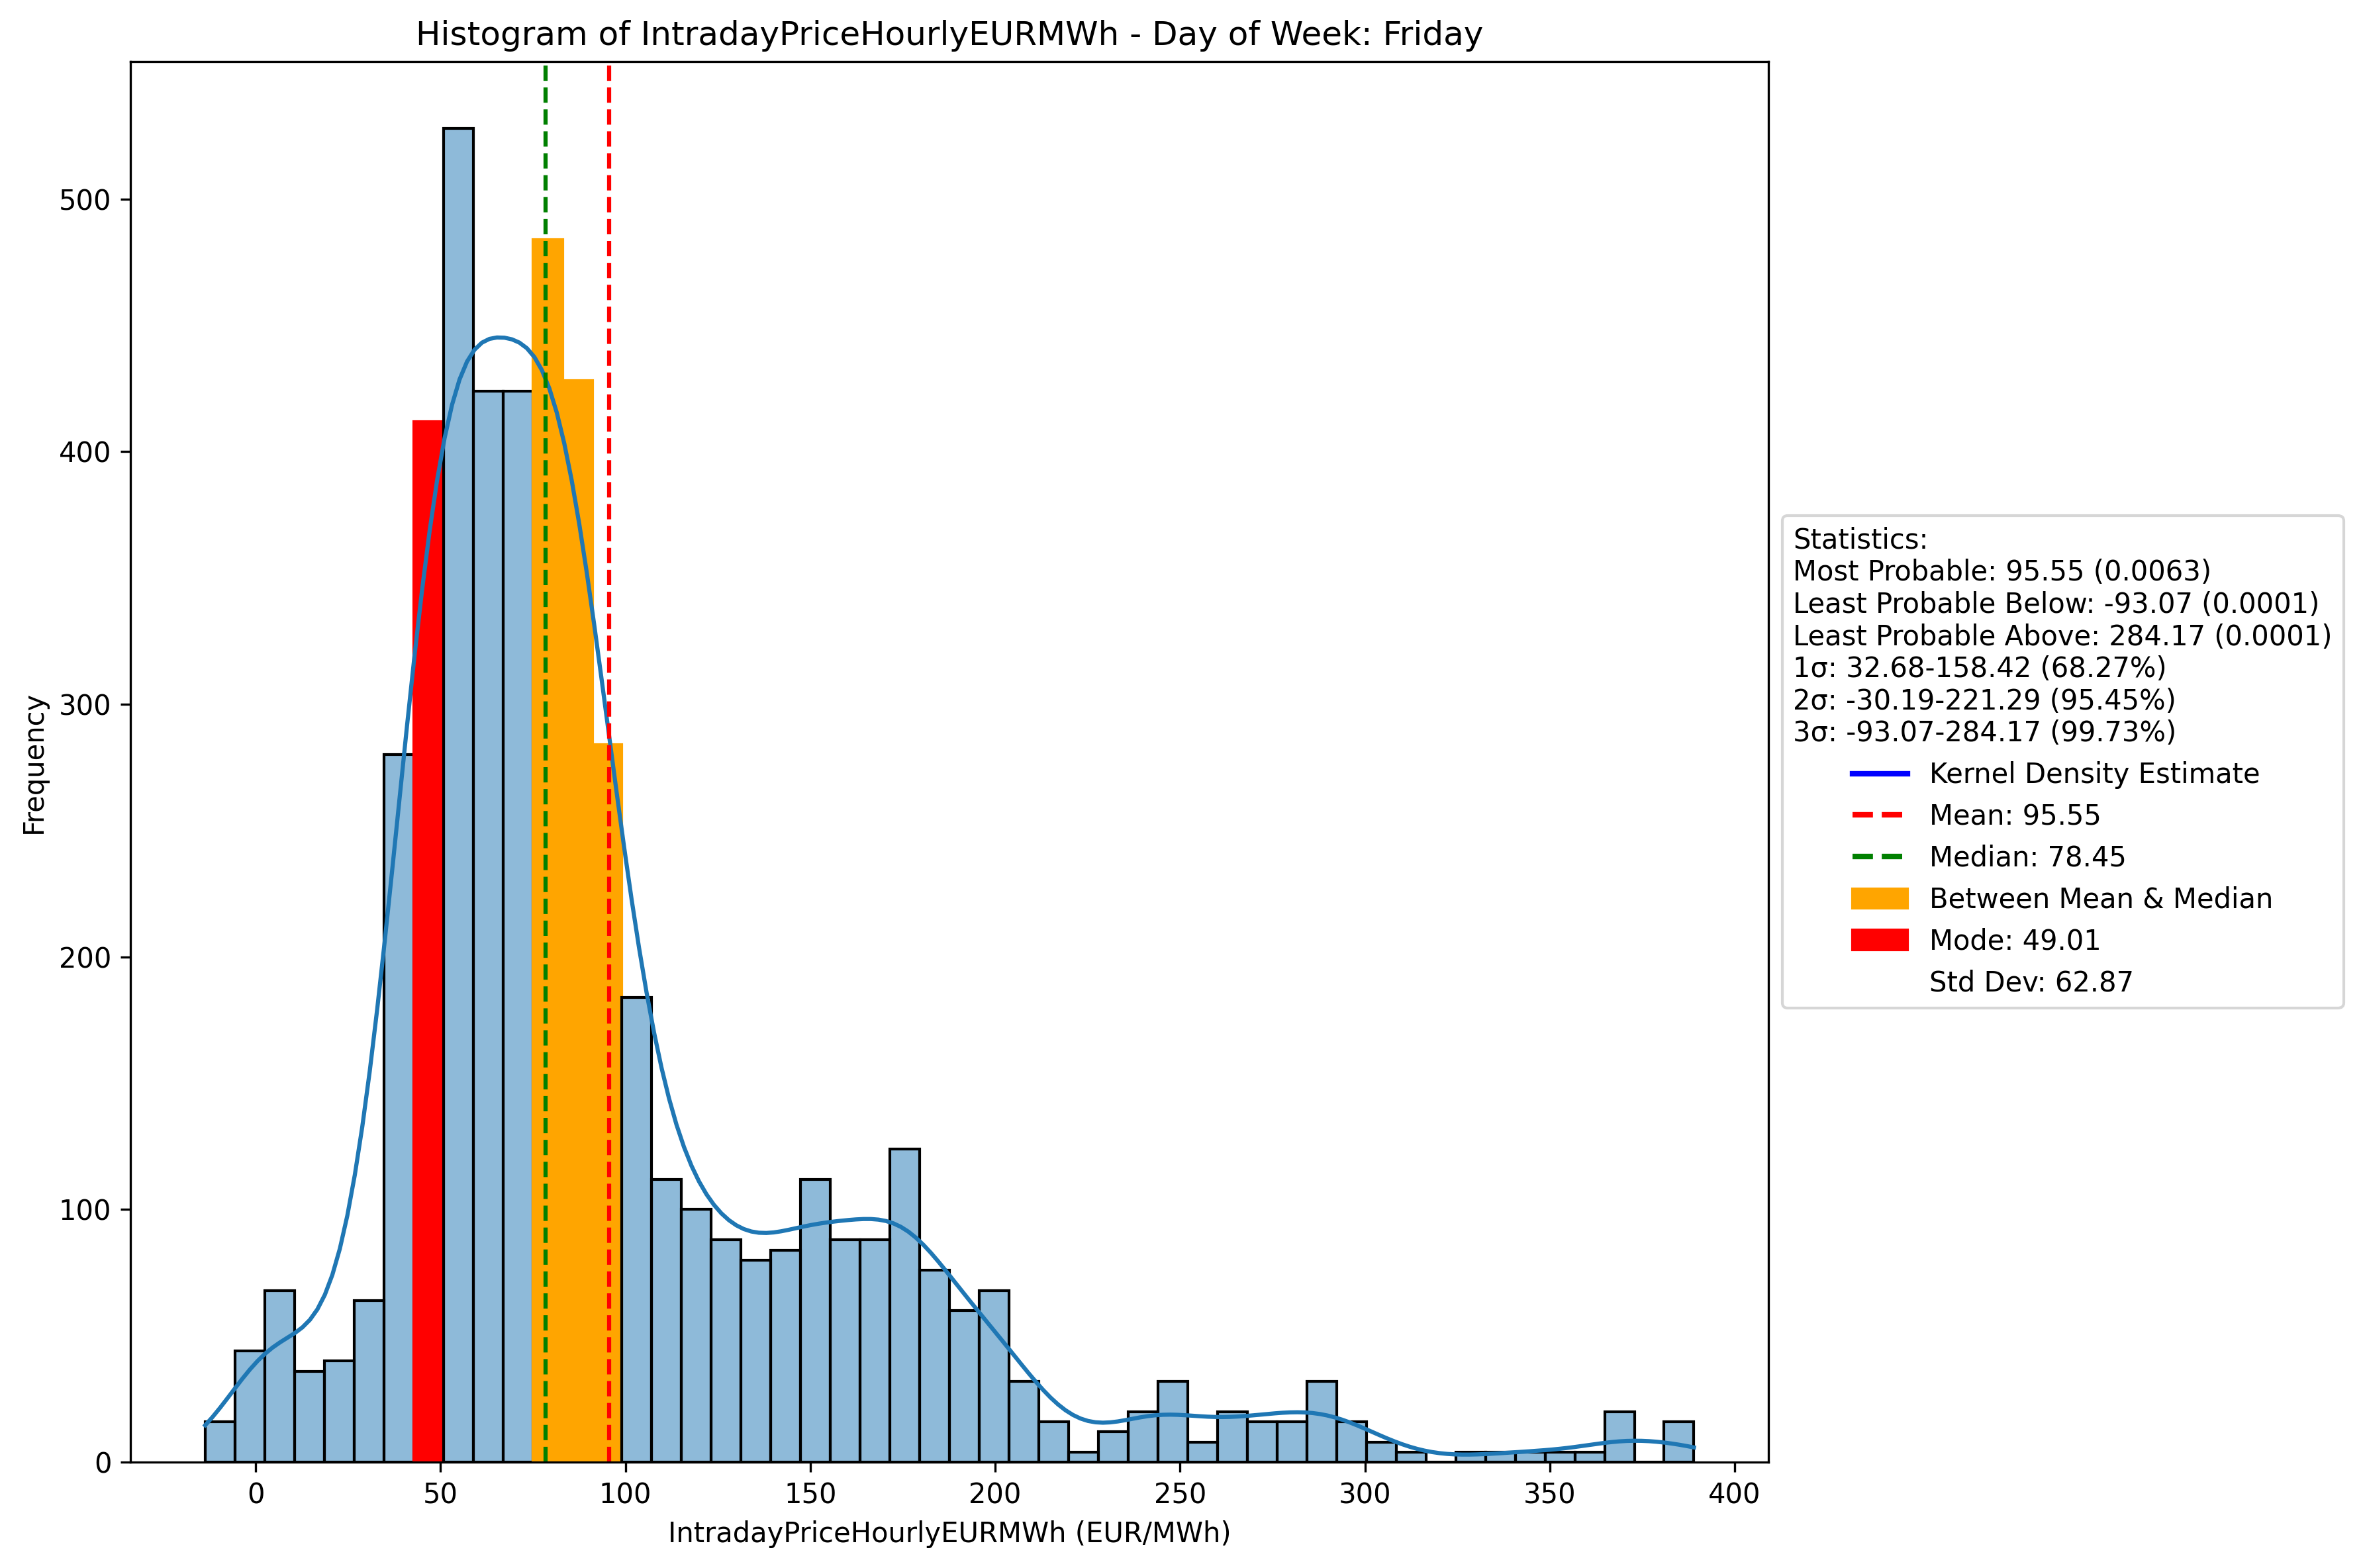 Histogram of IntradayPriceHourlyEURMWh - Day of Week: Friday
Frequency
500
400
300
200
100
0
0 50 100 150 200 250 300 350 400
IntradayPriceHourlyEURMWh (EUR/MWh)
Statistics:
Most Probable: 95.55 (0.0063)
Least Probable Below: -93.07 (0.0001)
Least Probable Above: 284.17 (0.0001)
1σ: 32.68-158.42 (68.27%)
2σ: -30.19-221.29 (95.45%)
3σ: -93.07-284.17 (99.73%)
Kernel Density Estimate
Mean: 95.55
Median: 78.45
Between Mean & Median
Mode: 49.01
Std Dev: 62.87